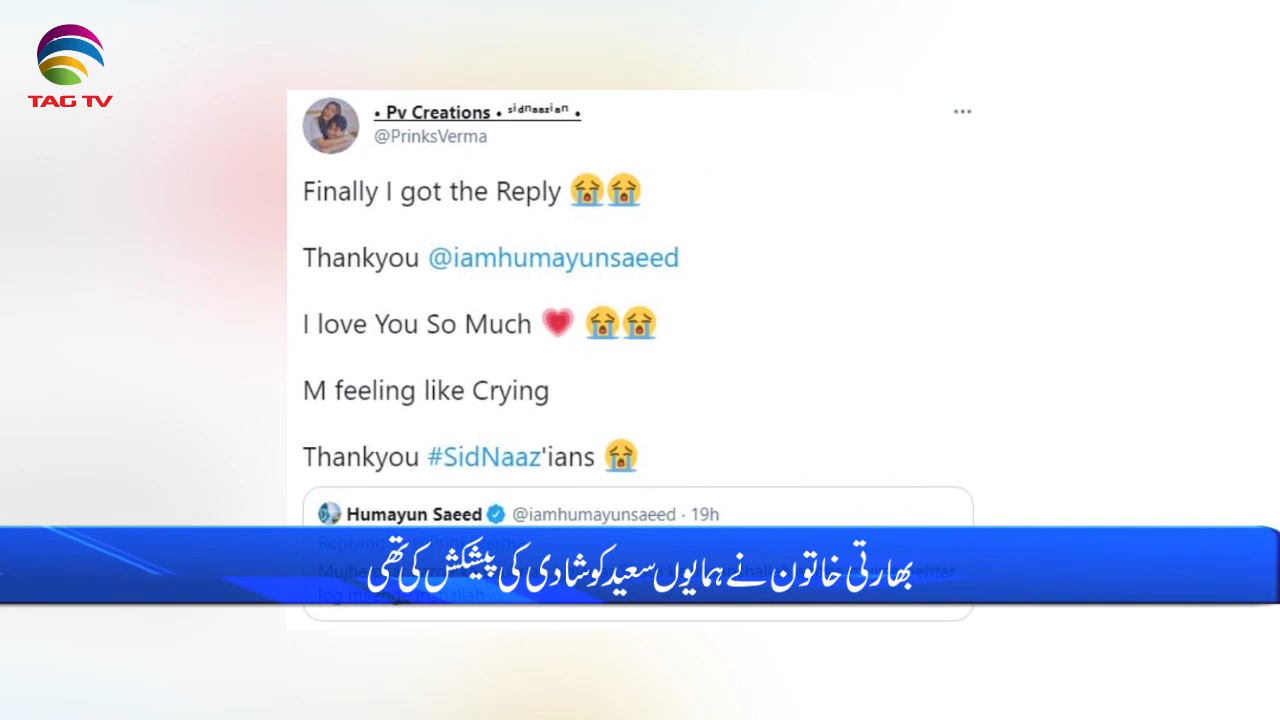 TAG TV
• Pv Creations • ˢⁱᵈⁿᵃᵃᶻⁱᵃⁿ •
@PrinksVerma
Finally I got the Reply 😭😭
Thankyou @iamhumayunsaeed
I love You So Much 💗 😭😭
M feeling like Crying
Thankyou #SidNaaz'ians 😭
Humayun Saeed @iamhumayunsaeed · 19h
بھارتی خاتون نے ہمایوں سعید کو شادی کی پیشکش کی تھی